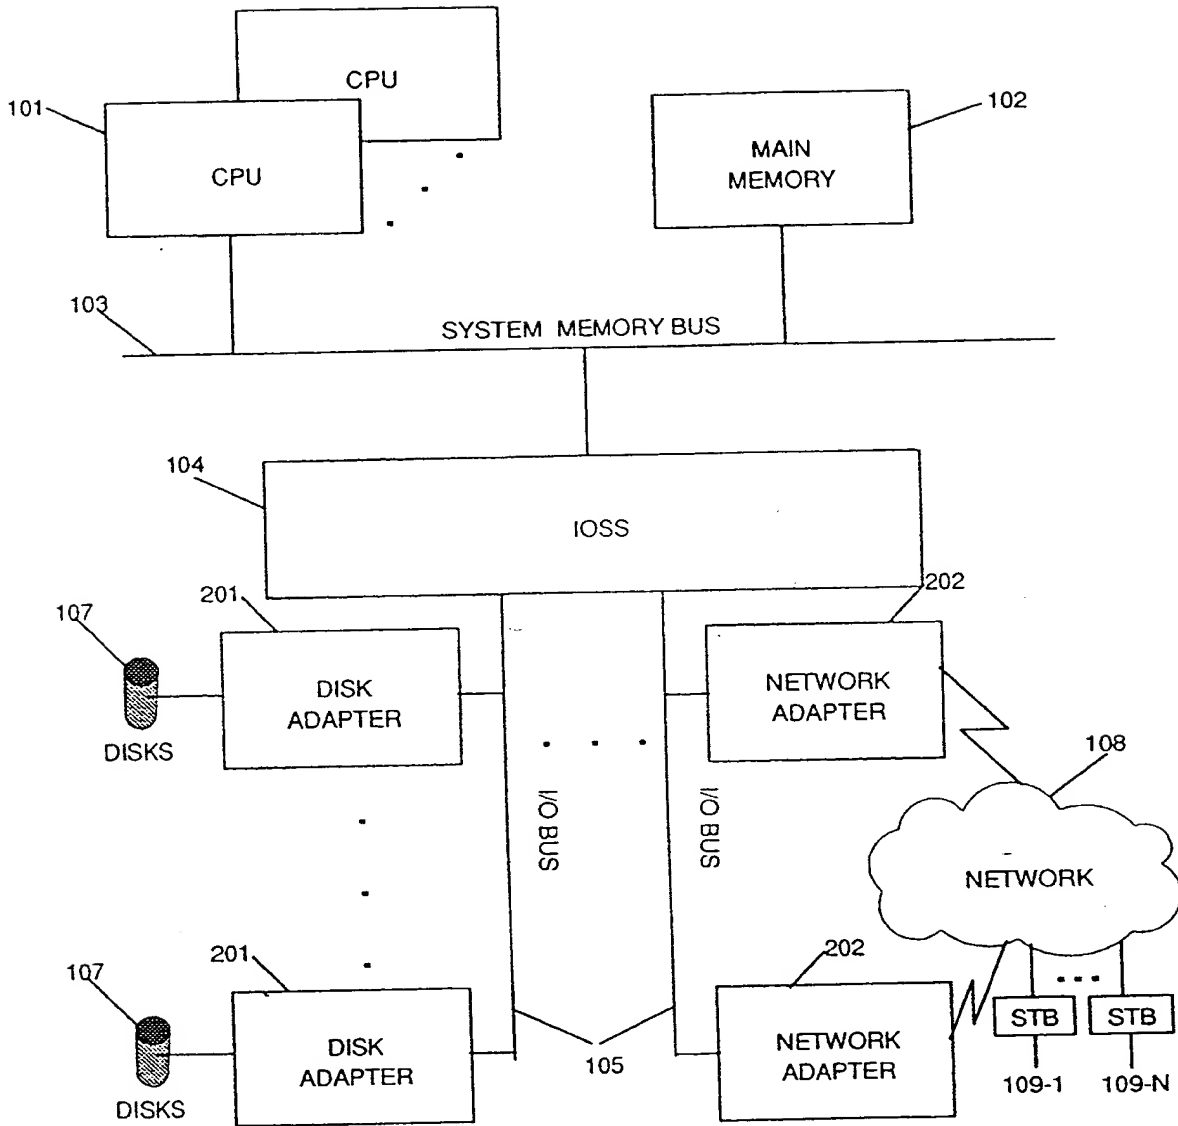 CPU
101
CPU
MAIN
MEMORY
102
103
SYSTEM MEMORY BUS
104
IOSS
201
202
107
DISK
ADAPTER
NETWORK
ADAPTER
DISKS
108
I/O BUS
I/O BUS
NETWORK
107
201
202
DISK
ADAPTER
NETWORK
ADAPTER
STB
STB
105
109-1
109-N
DISKS